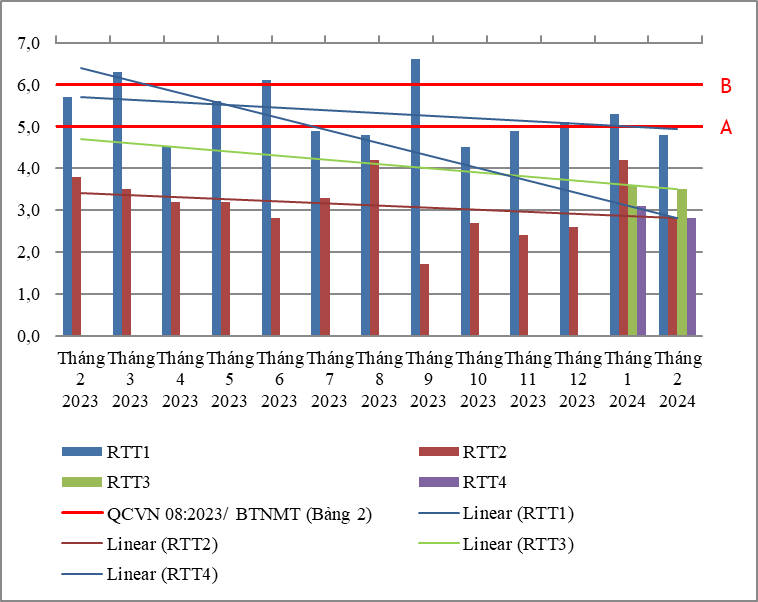 7,0
6,0
5,0
4,0
3,0
2,0
1,0
0,0
B
A
Tháng Tháng Tháng Tháng Tháng Tháng Tháng Tháng Tháng Tháng Tháng Tháng Tháng
2 3 4 5 6 7 8 9 10 11 12 1 2
2023 2023 2023 2023 2023 2023 2023 2023 2023 2023 2023 2024 2024
RTT1 RTT2
RTT3 RTT4
QCVN 08:2023/ BTNMT (Bảng 2) Linear (RTT1)
Linear (RTT2) Linear (RTT3)
Linear (RTT4)